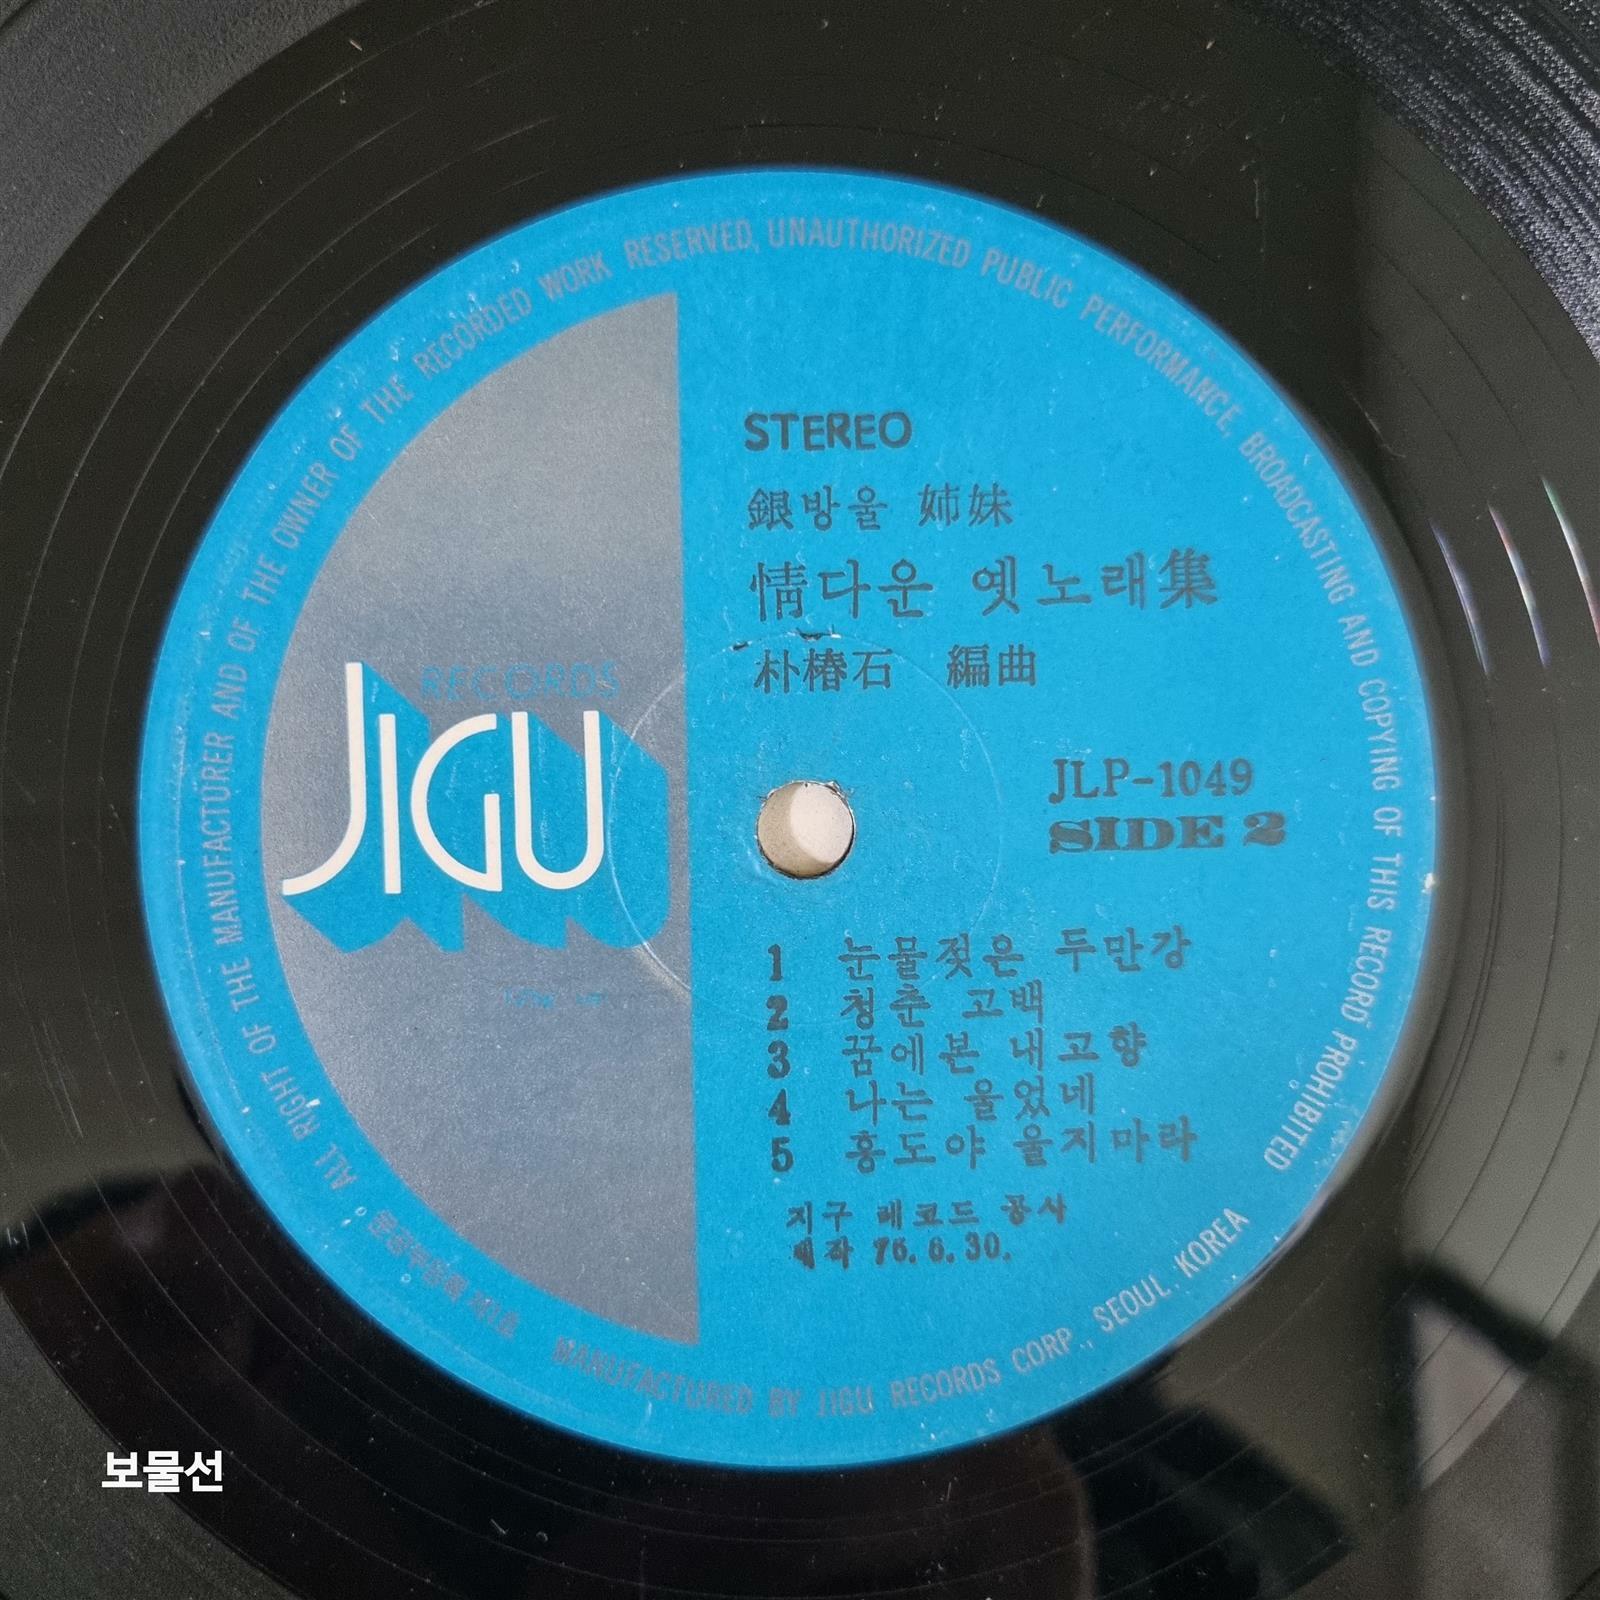 ALL RIGHT OF THE MANUFACTURER AND OF THE OWNER OF THE RECORDED WORK RESERVED, UNAUTHORIZED PUBLIC PERFORMANCE, BROADCASTING AND COPYING OF THIS RECORD PROHIBITED
RECORDS
JIGU
STEREO
銀방울 姉妹
情다운 옛노래集
朴椿石 編曲
JLP-1049
SIDE 2
1 눈물젖은 두만강
2 청춘 고백
3 꿈에본 내고향
4 나는 울었네
5 홍도야 울지마라
지구 레코드 공사
제작 76.6.30.
MANUFACTURED BY JIGU RECORDS CORP., SEOUL, KOREA
보물선